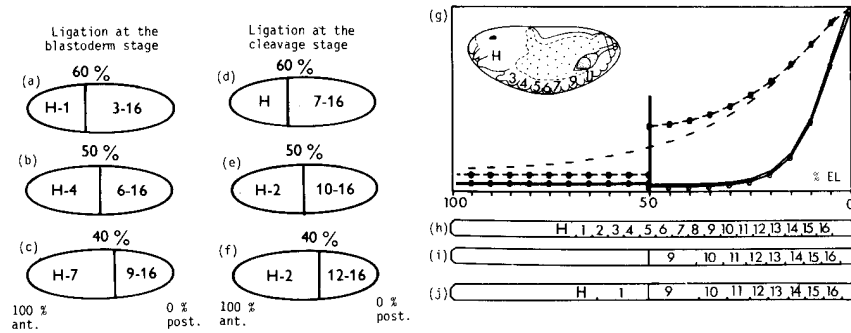 Ligation at the
blastoderm stage
Ligation at the
cleavage stage
(a)
60 %
H-1
3-16
(b)
50 %
H-4
6-16
(c)
40 %
H-7
9-16
100 %
ant.
0 %
post.
(d)
60 %
H
7-16
(e)
50 %
H-2
10-16
(f)
40 %
H-2
12-16
100 %
ant.
0 %
post.
(g)
H
3 4 5 6 7 9 11
% EL
100
50
0
(h)
H 1 2 3 4 5 6 7 8 9 10 11 12 13 14 15 16
(i)
9 10 11 12 13 14 15 16
(j)
H 1 9 10 11 12 13 14 15 16